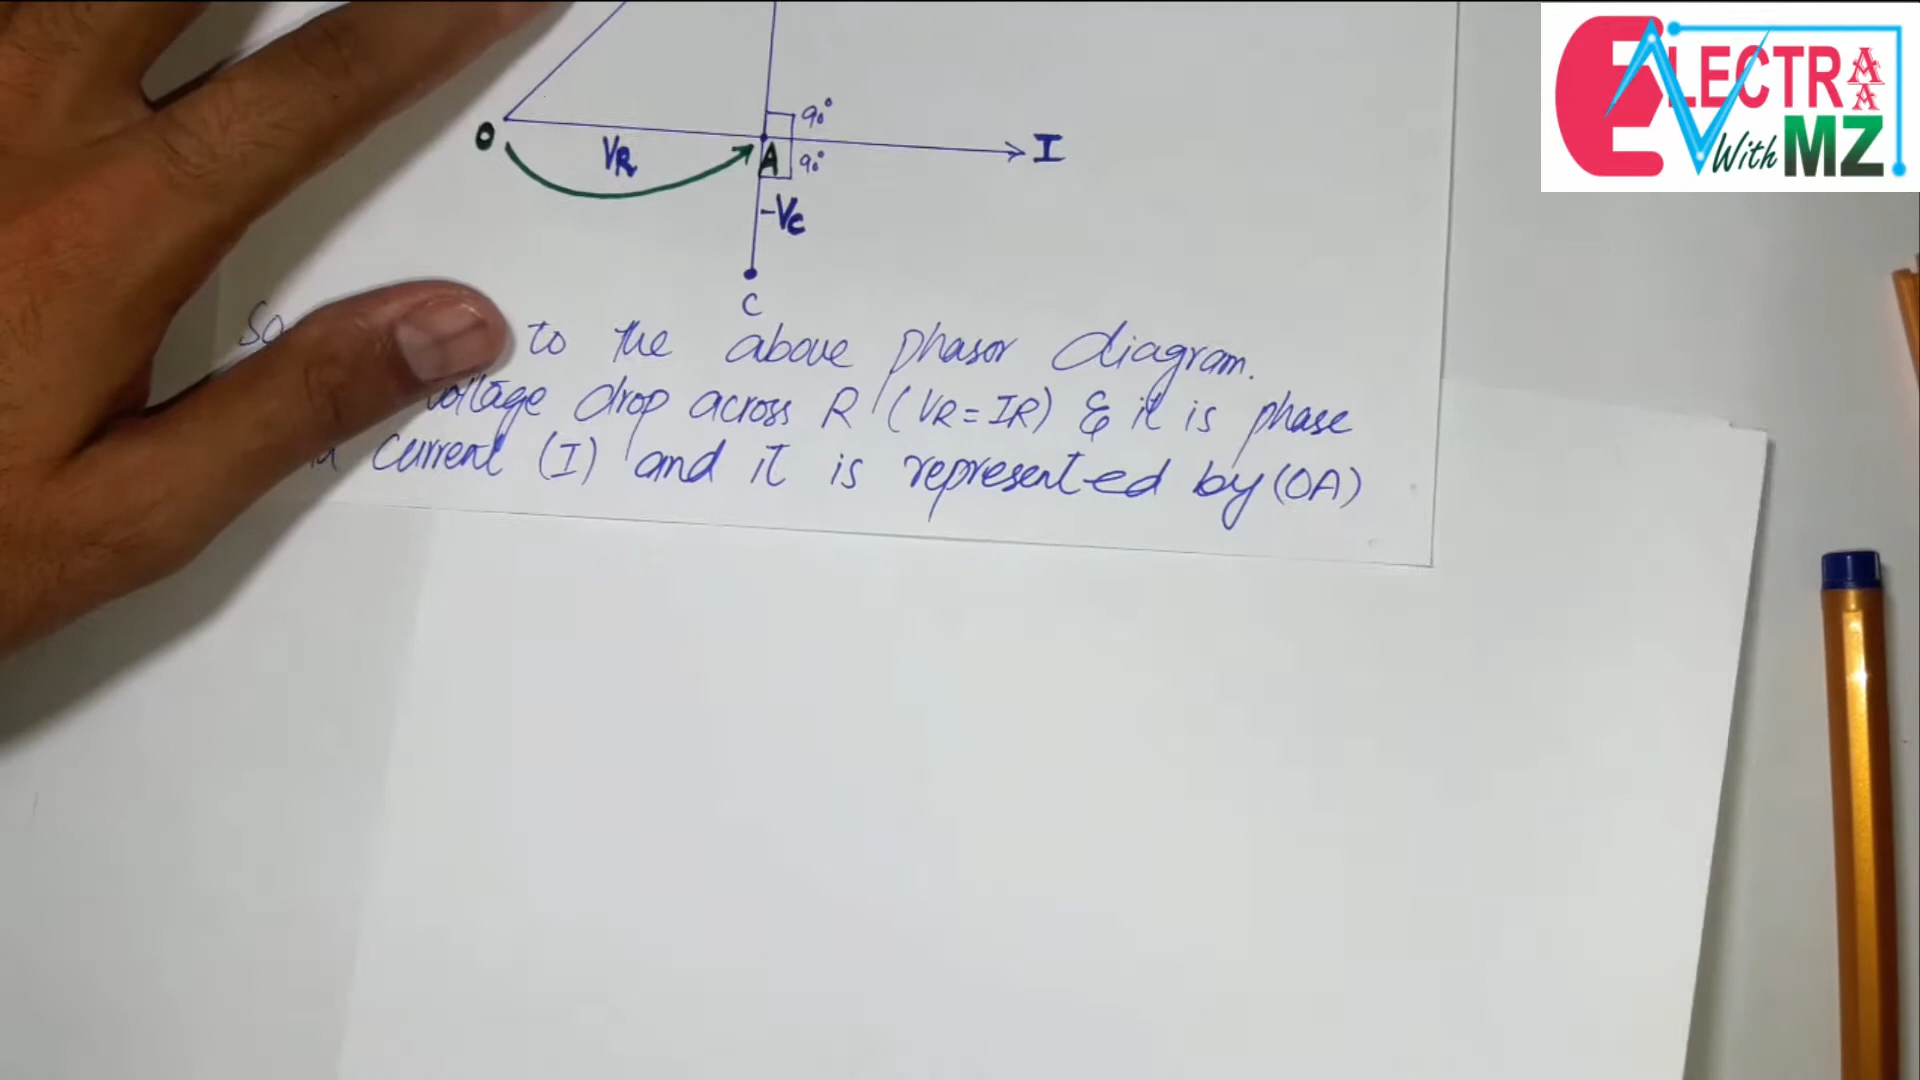 ELECTRA
With MZ
90°
O
VR
A
90°
I
-Vc
C
So to the above phasor diagram.
voltage drop across R (VR = IR) & it is phase
current (I) and it is represented by (OA)